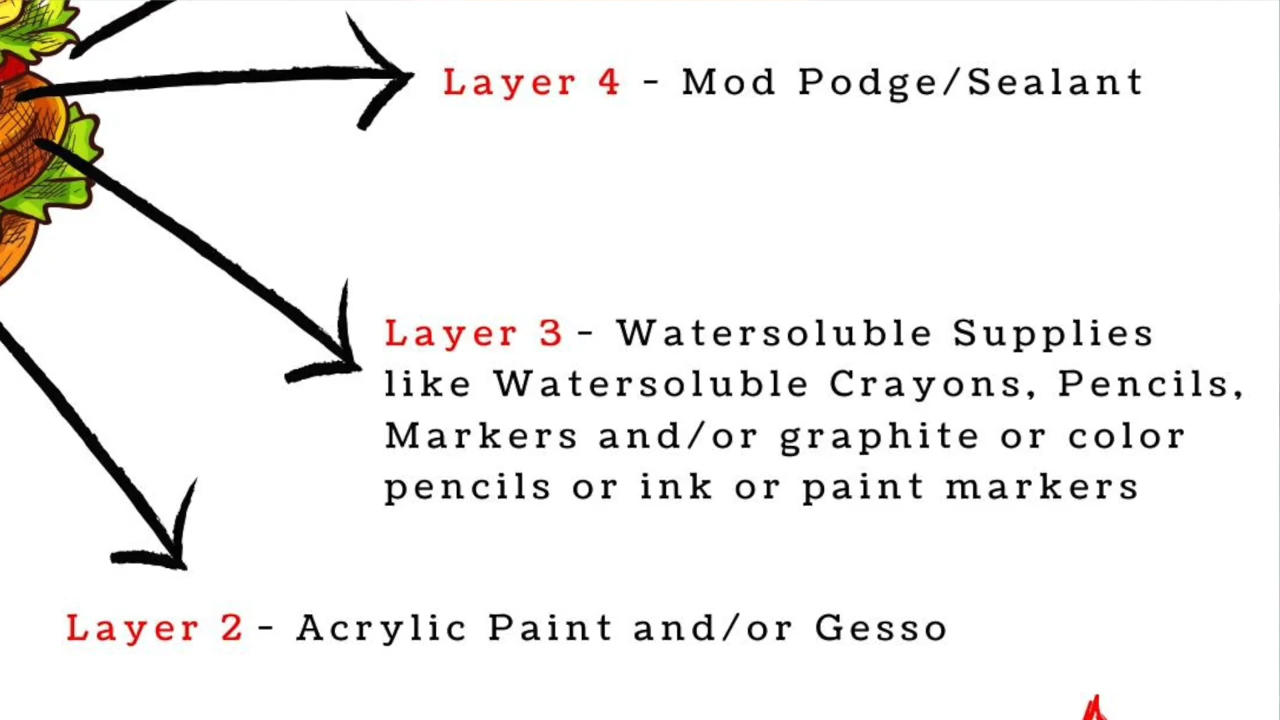 Layer 4 - Mod Podge/Sealant
Layer 3 - Watersoluble Supplies
like Watersoluble Crayons, Pencils,
Markers and/or graphite or color
pencils or ink or paint markers
Layer 2 - Acrylic Paint and/or Gesso